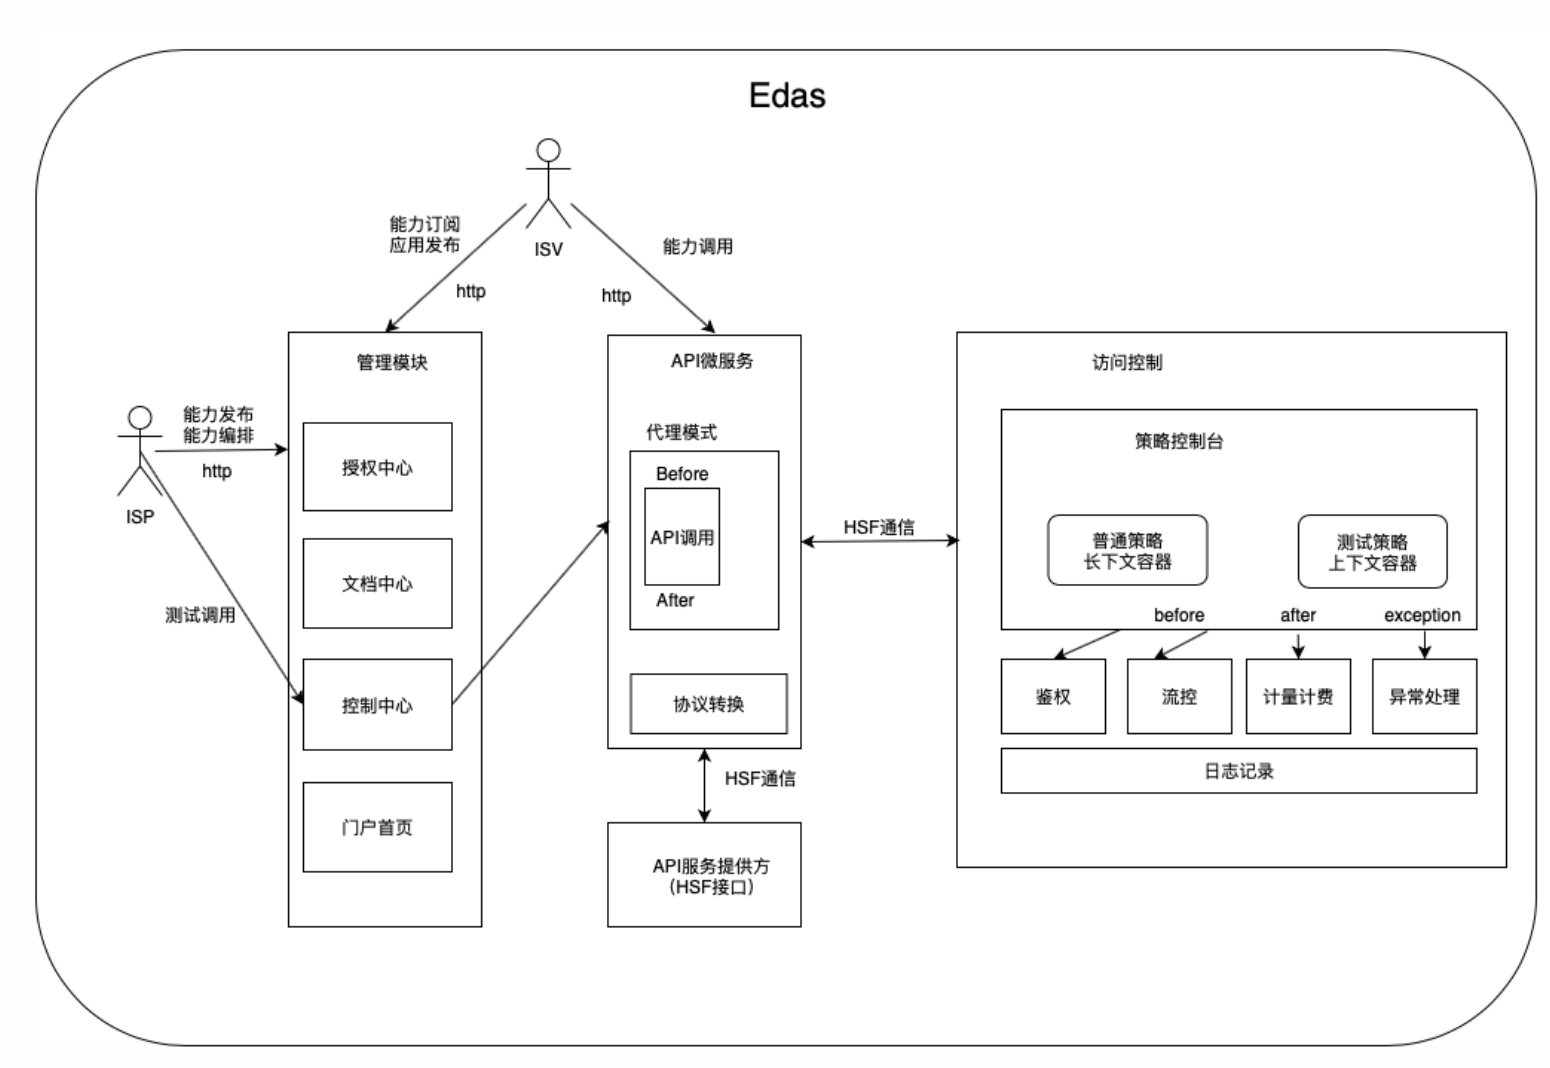 Edas
ISV
能力订阅
应用发布
http
能力调用
http
ISP
能力发布
能力编排
http
测试调用
管理模块
授权中心
文档中心
控制中心
门户首页
API微服务
代理模式
Before
API调用
After
协议转换
HSF通信
API服务提供方
（HSF接口）
HSF通信
访问控制
策略控制台
普通策略
长下文容器
测试策略
上下文容器
before
after
exception
鉴权
流控
计量计费
异常处理
日志记录